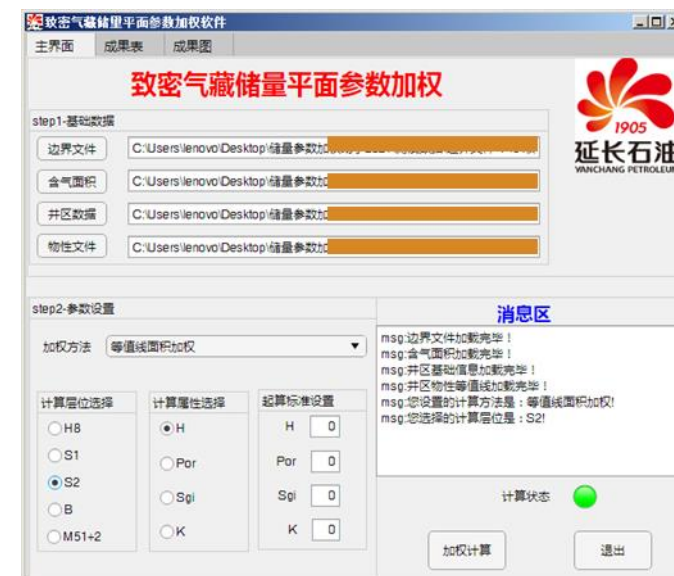 致密气藏储量平面参数加权软件
主界面 成果表 成果图
致密气藏储量平面参数加权
1905
延长石油
YANCHANG PETROLEUM
step1-基础数据
边界文件 C:\Users\lenovo\Desktop\储量参数加
含气面积 C:\Users\lenovo\Desktop\储量参数加
井区数据 C:\Users\lenovo\Desktop\储量参数加
物性文件 C:\Users\lenovo\Desktop\储量参数加
step2-参数设置
加权方法 等值线面积加权
计算层位选择 计算属性选择 起算标准设置
H8 H H 0
S1 Por Por 0
S2 Sgi Sgi 0
B K K 0
M51+2
消息区
msg:边界文件加载完毕！
msg:含气面积加载完毕！
msg:井区基础信息加载完毕！
msg:井区物性等值线加载完毕！
msg:您设置的计算方法是：等值线面积加权!
msg:您选择的计算层位是：S2!
计算状态
加权计算 退出